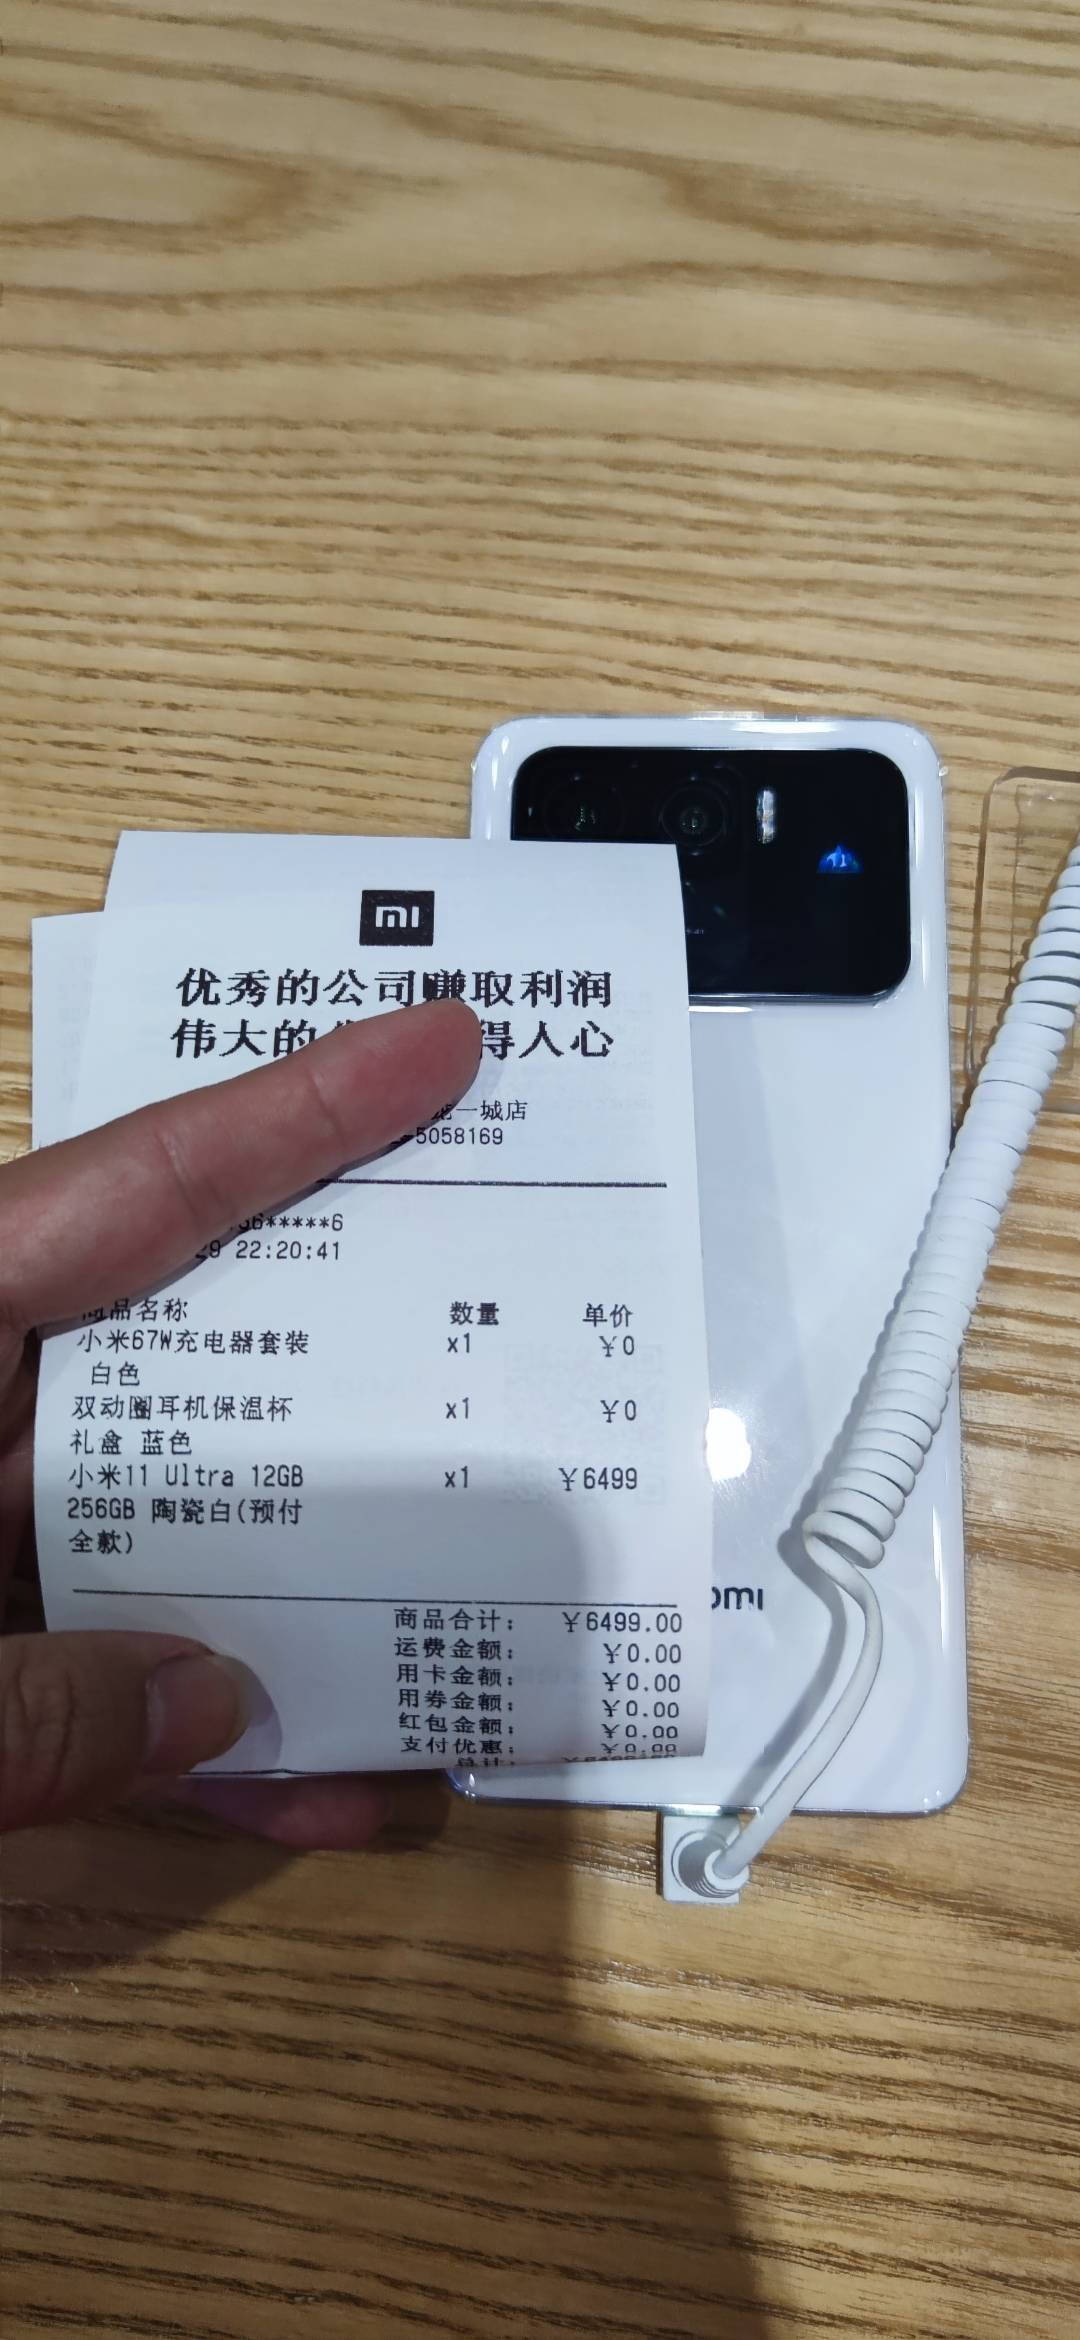 mi
优秀的公司赚取利润
伟大的 得人心
一城店
5058169
6*****6
29 22:20:41
商品名称 数量 单价
小米67W充电器套装 x1 ￥0
白色
双动圈耳机保温杯 x1 ￥0
礼盒 蓝色
小米11 Ultra 12GB x1 ￥6499
256GB 陶瓷白(预付
全款)
商品合计: ￥6499.00
运费金额: ￥0.00
用卡金额: ￥0.00
用券金额: ￥0.00
红包金额: ￥0.00
支付优惠: ￥0.00
总计:
omi